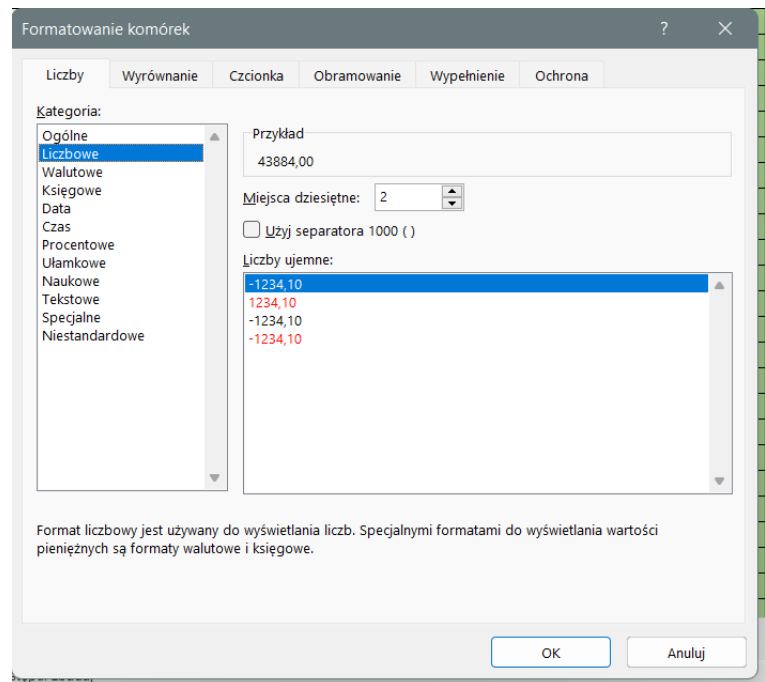 Formatowanie komórek ?
Liczby Wyrównanie Czcionka Obramowanie Wypełnienie Ochrona
Kategoria:
Ogólne
Liczbowe
Walutowe
Księgowe
Data
Czas
Procentowe
Ułamkowe
Naukowe
Tekstowe
Specjalne
Niestandardowe
Przykład
43884,00
Miejsca dziesiętne: 2
Użyj separatora 1000 ( )
Liczby ujemne:
-1234,10
1234,10
-1234,10
-1234,10
Format liczbowy jest używany do wyświetlania liczb. Specjalnymi formatami do wyświetlania wartości
pieniężnych są formaty walutowe i księgowe.
OK Anuluj